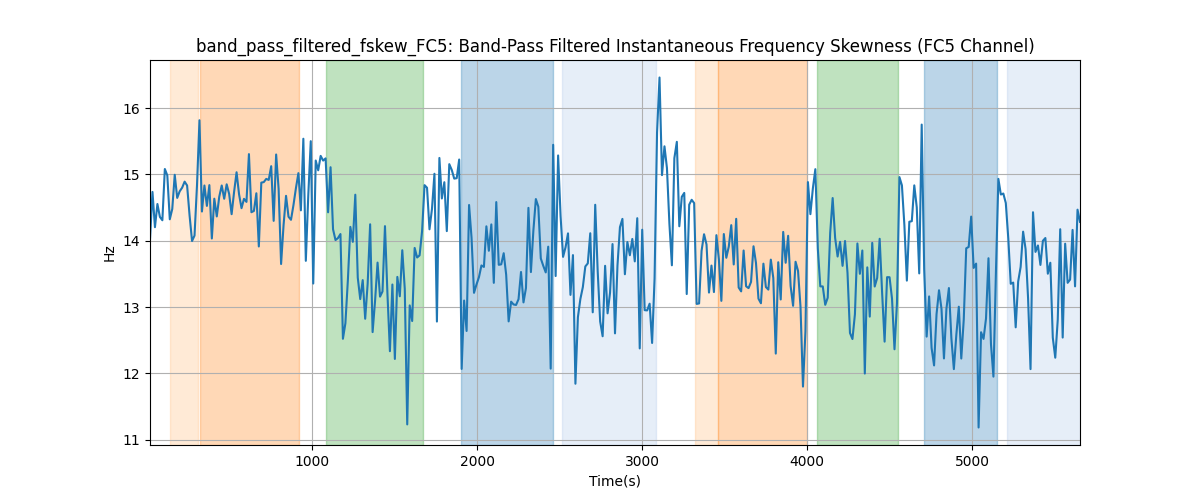 band_pass_filtered_fskew_FC5: Band-Pass Filtered Instantaneous Frequency Skewness (FC5 Channel)
16
15
14
13
12
11
Hz
1000 2000 3000 4000 5000
Time(s)